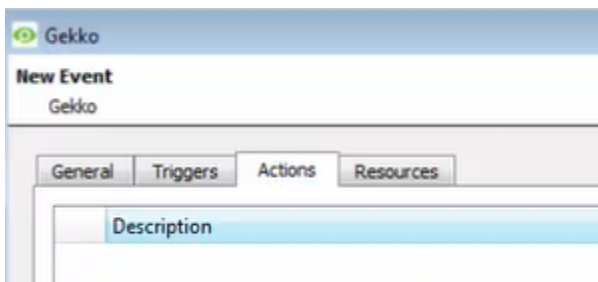 Gekko
New Event
Gekko
General Triggers Actions Resources
Description